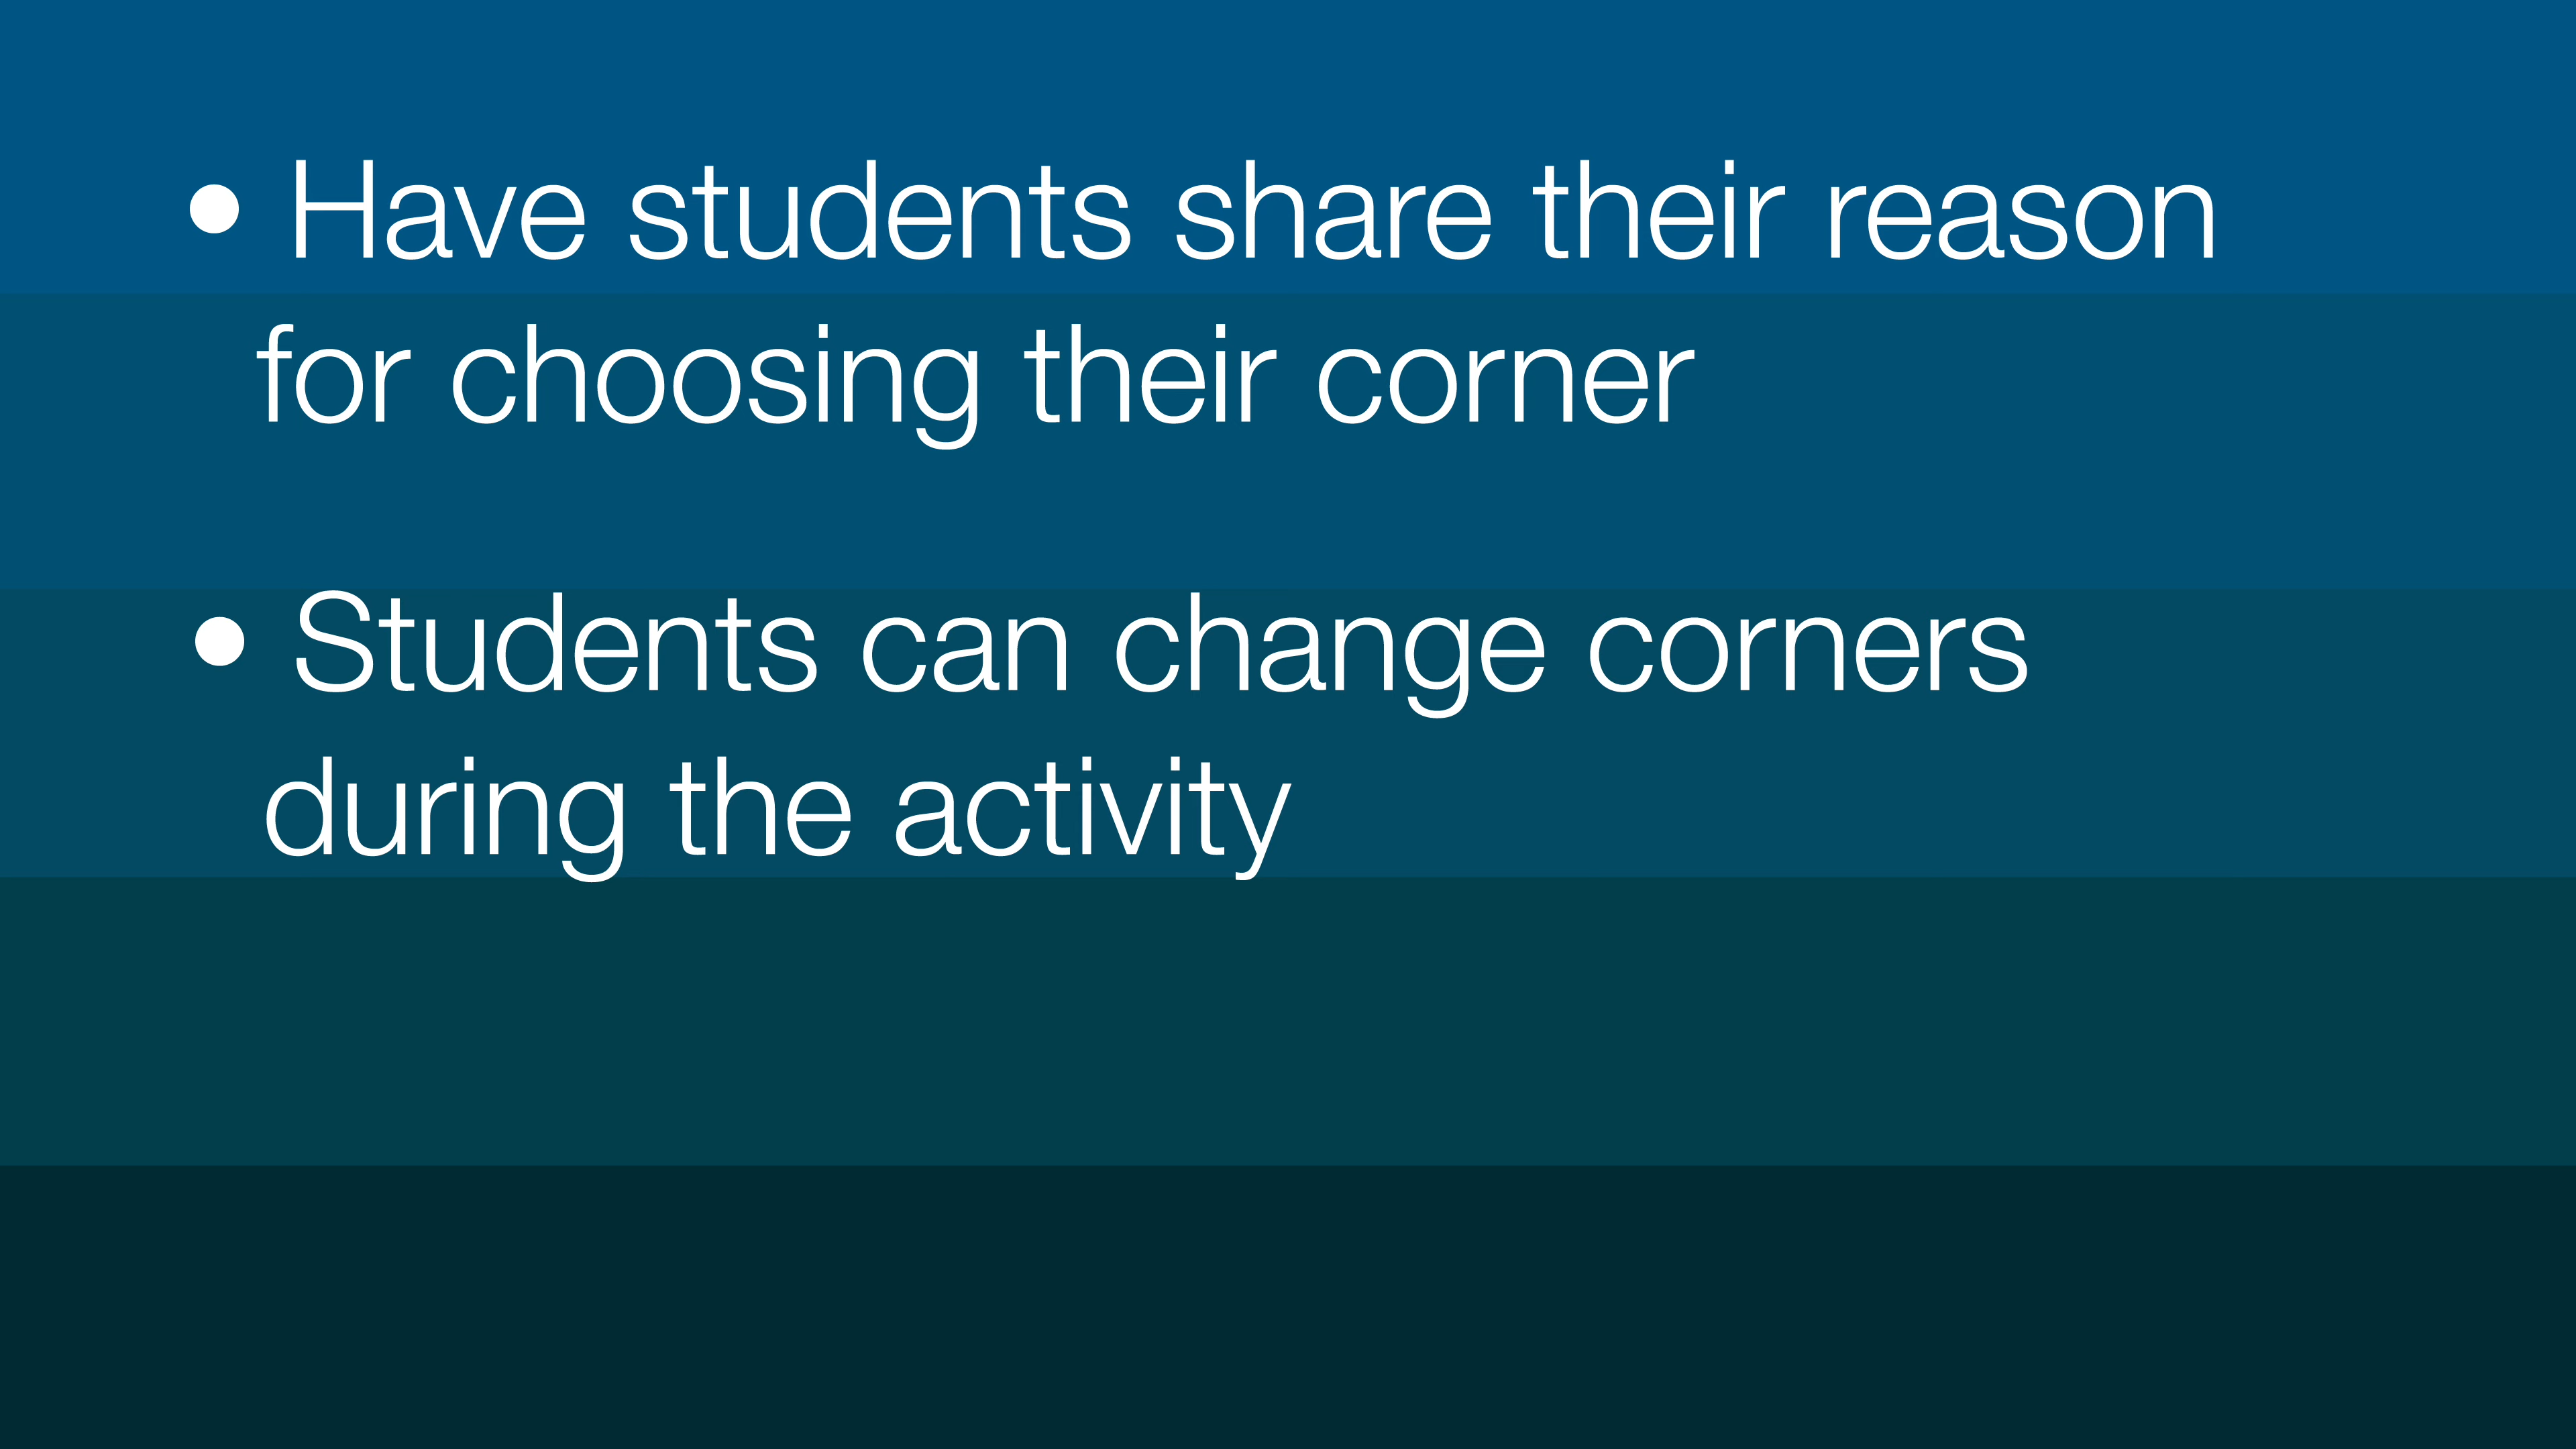 • Have students share their reason
for choosing their corner
• Students can change corners
during the activity